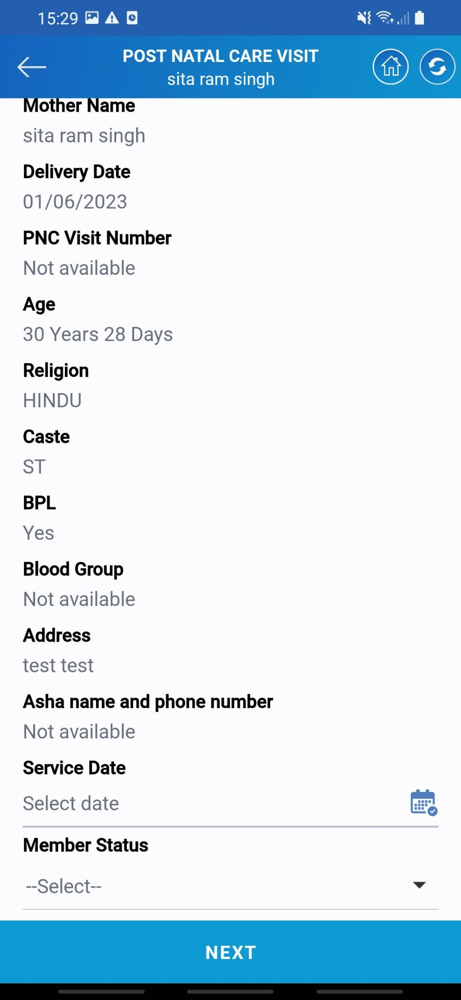 15:29
POST NATAL CARE VISIT
sita ram singh
Mother Name
sita ram singh
Delivery Date
01/06/2023
PNC Visit Number
Not available
Age
30 Years 28 Days
Religion
HINDU
Caste
ST
BPL
Yes
Blood Group
Not available
Address
test test
Asha name and phone number
Not available
Service Date
Select date
Member Status
--Select--
NEXT